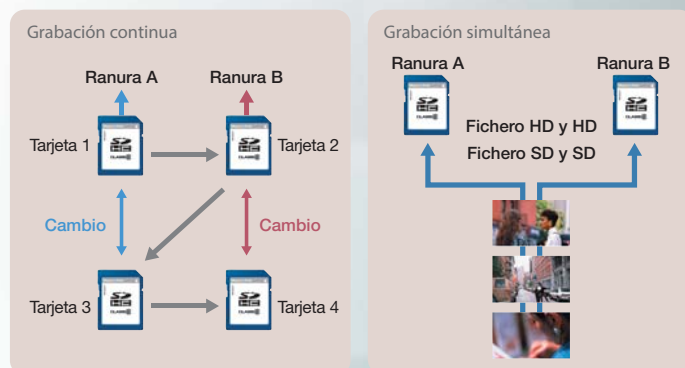 Grabación continua
Ranura A
Ranura B
Tarjeta 1
Tarjeta 2
Cambio
Cambio
Tarjeta 3
Tarjeta 4
Grabación simultánea
Ranura A
Ranura B
Fichero HD y HD
Fichero SD y SD